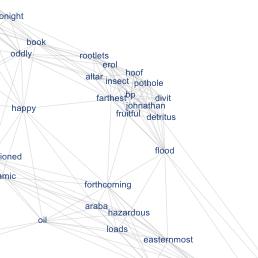 onight
book
oddly
rootlets
erol
hoof
altar
insect
pothole
bp
farthest
divit
johnathan
fruitful
detritus
happy
flood
ioned
amic
forthcoming
araba
hazardous
oil
loads
easternmost